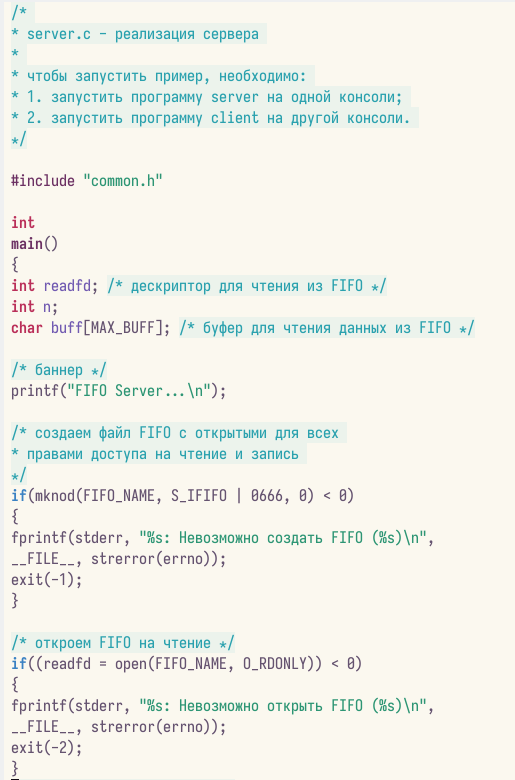 /*
* server.c - реализация сервера
*
* чтобы запустить пример, необходимо:
* 1. запустить программу server на одной консоли;
* 2. запустить программу client на другой консоли.
*/
#include "common.h"
int
main()
{
int readfd; /* дескриптор для чтения из FIFO */
int n;
char buff[MAX_BUFF]; /* буфер для чтения данных из FIFO */
/* баннер */
printf("FIFO Server...\n");
/* создаем файл FIFO с открытыми для всех
* правами доступа на чтение и запись
*/
if(mknod(FIFO_NAME, S_IFIFO | 0666, 0) < 0)
{
fprintf(stderr, "%s: Невозможно создать FIFO (%s)\n",
__FILE__, strerror(errno));
exit(-1);
}
/* откроем FIFO на чтение */
if((readfd = open(FIFO_NAME, O_RDONLY)) < 0)
{
fprintf(stderr, "%s: Невозможно открыть FIFO (%s)\n",
__FILE__, strerror(errno));
exit(-2);
}